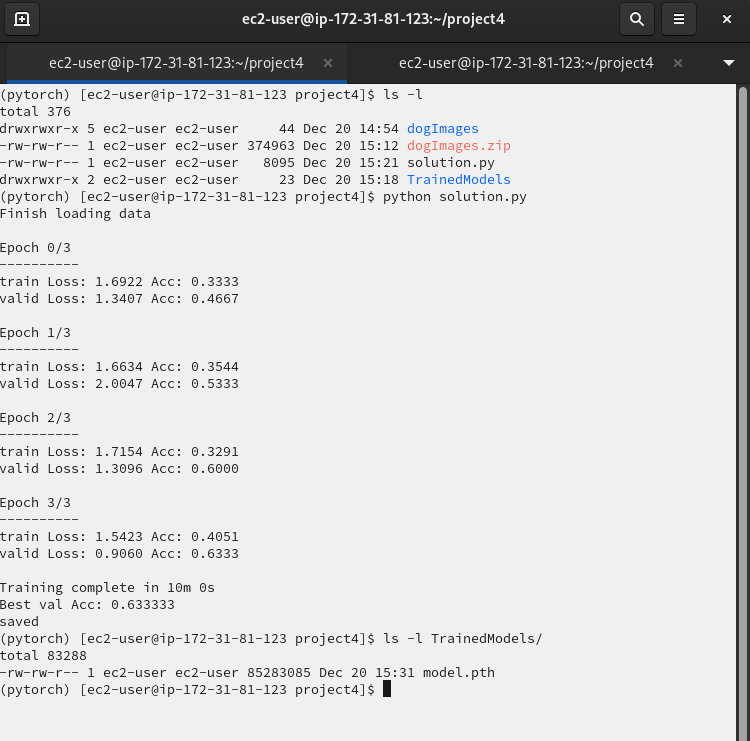 ec2-user@ip-172-31-81-123:~/project4
ec2-user@ip-172-31-81-123:~/project4 ×
ec2-user@ip-172-31-81-123:~/project4 ×
(pytorch) [ec2-user@ip-172-31-81-123 project4]$ ls -l
total 376
drwxrwxr-x 5 ec2-user ec2-user     44 Dec 20 14:54 dogImages
-rw-rw-r-- 1 ec2-user ec2-user 374963 Dec 20 15:12 dogImages.zip
-rw-rw-r-- 1 ec2-user ec2-user   8095 Dec 20 15:21 solution.py
drwxrwxr-x 2 ec2-user ec2-user     23 Dec 20 15:18 TrainedModels
(pytorch) [ec2-user@ip-172-31-81-123 project4]$ python solution.py
Finish loading data
Epoch 0/3
----------
train Loss: 1.6922 Acc: 0.3333
valid Loss: 1.3407 Acc: 0.4667
Epoch 1/3
----------
train Loss: 1.6634 Acc: 0.3544
valid Loss: 2.0047 Acc: 0.5333
Epoch 2/3
----------
train Loss: 1.7154 Acc: 0.3291
valid Loss: 1.3096 Acc: 0.6000
Epoch 3/3
----------
train Loss: 1.5423 Acc: 0.4051
valid Loss: 0.9060 Acc: 0.6333
Training complete in 10m 0s
Best val Acc: 0.633333
saved
(pytorch) [ec2-user@ip-172-31-81-123 project4]$ ls -l TrainedModels/
total 83288
-rw-rw-r-- 1 ec2-user ec2-user 85283085 Dec 20 15:31 model.pth
(pytorch) [ec2-user@ip-172-31-81-123 project4]$